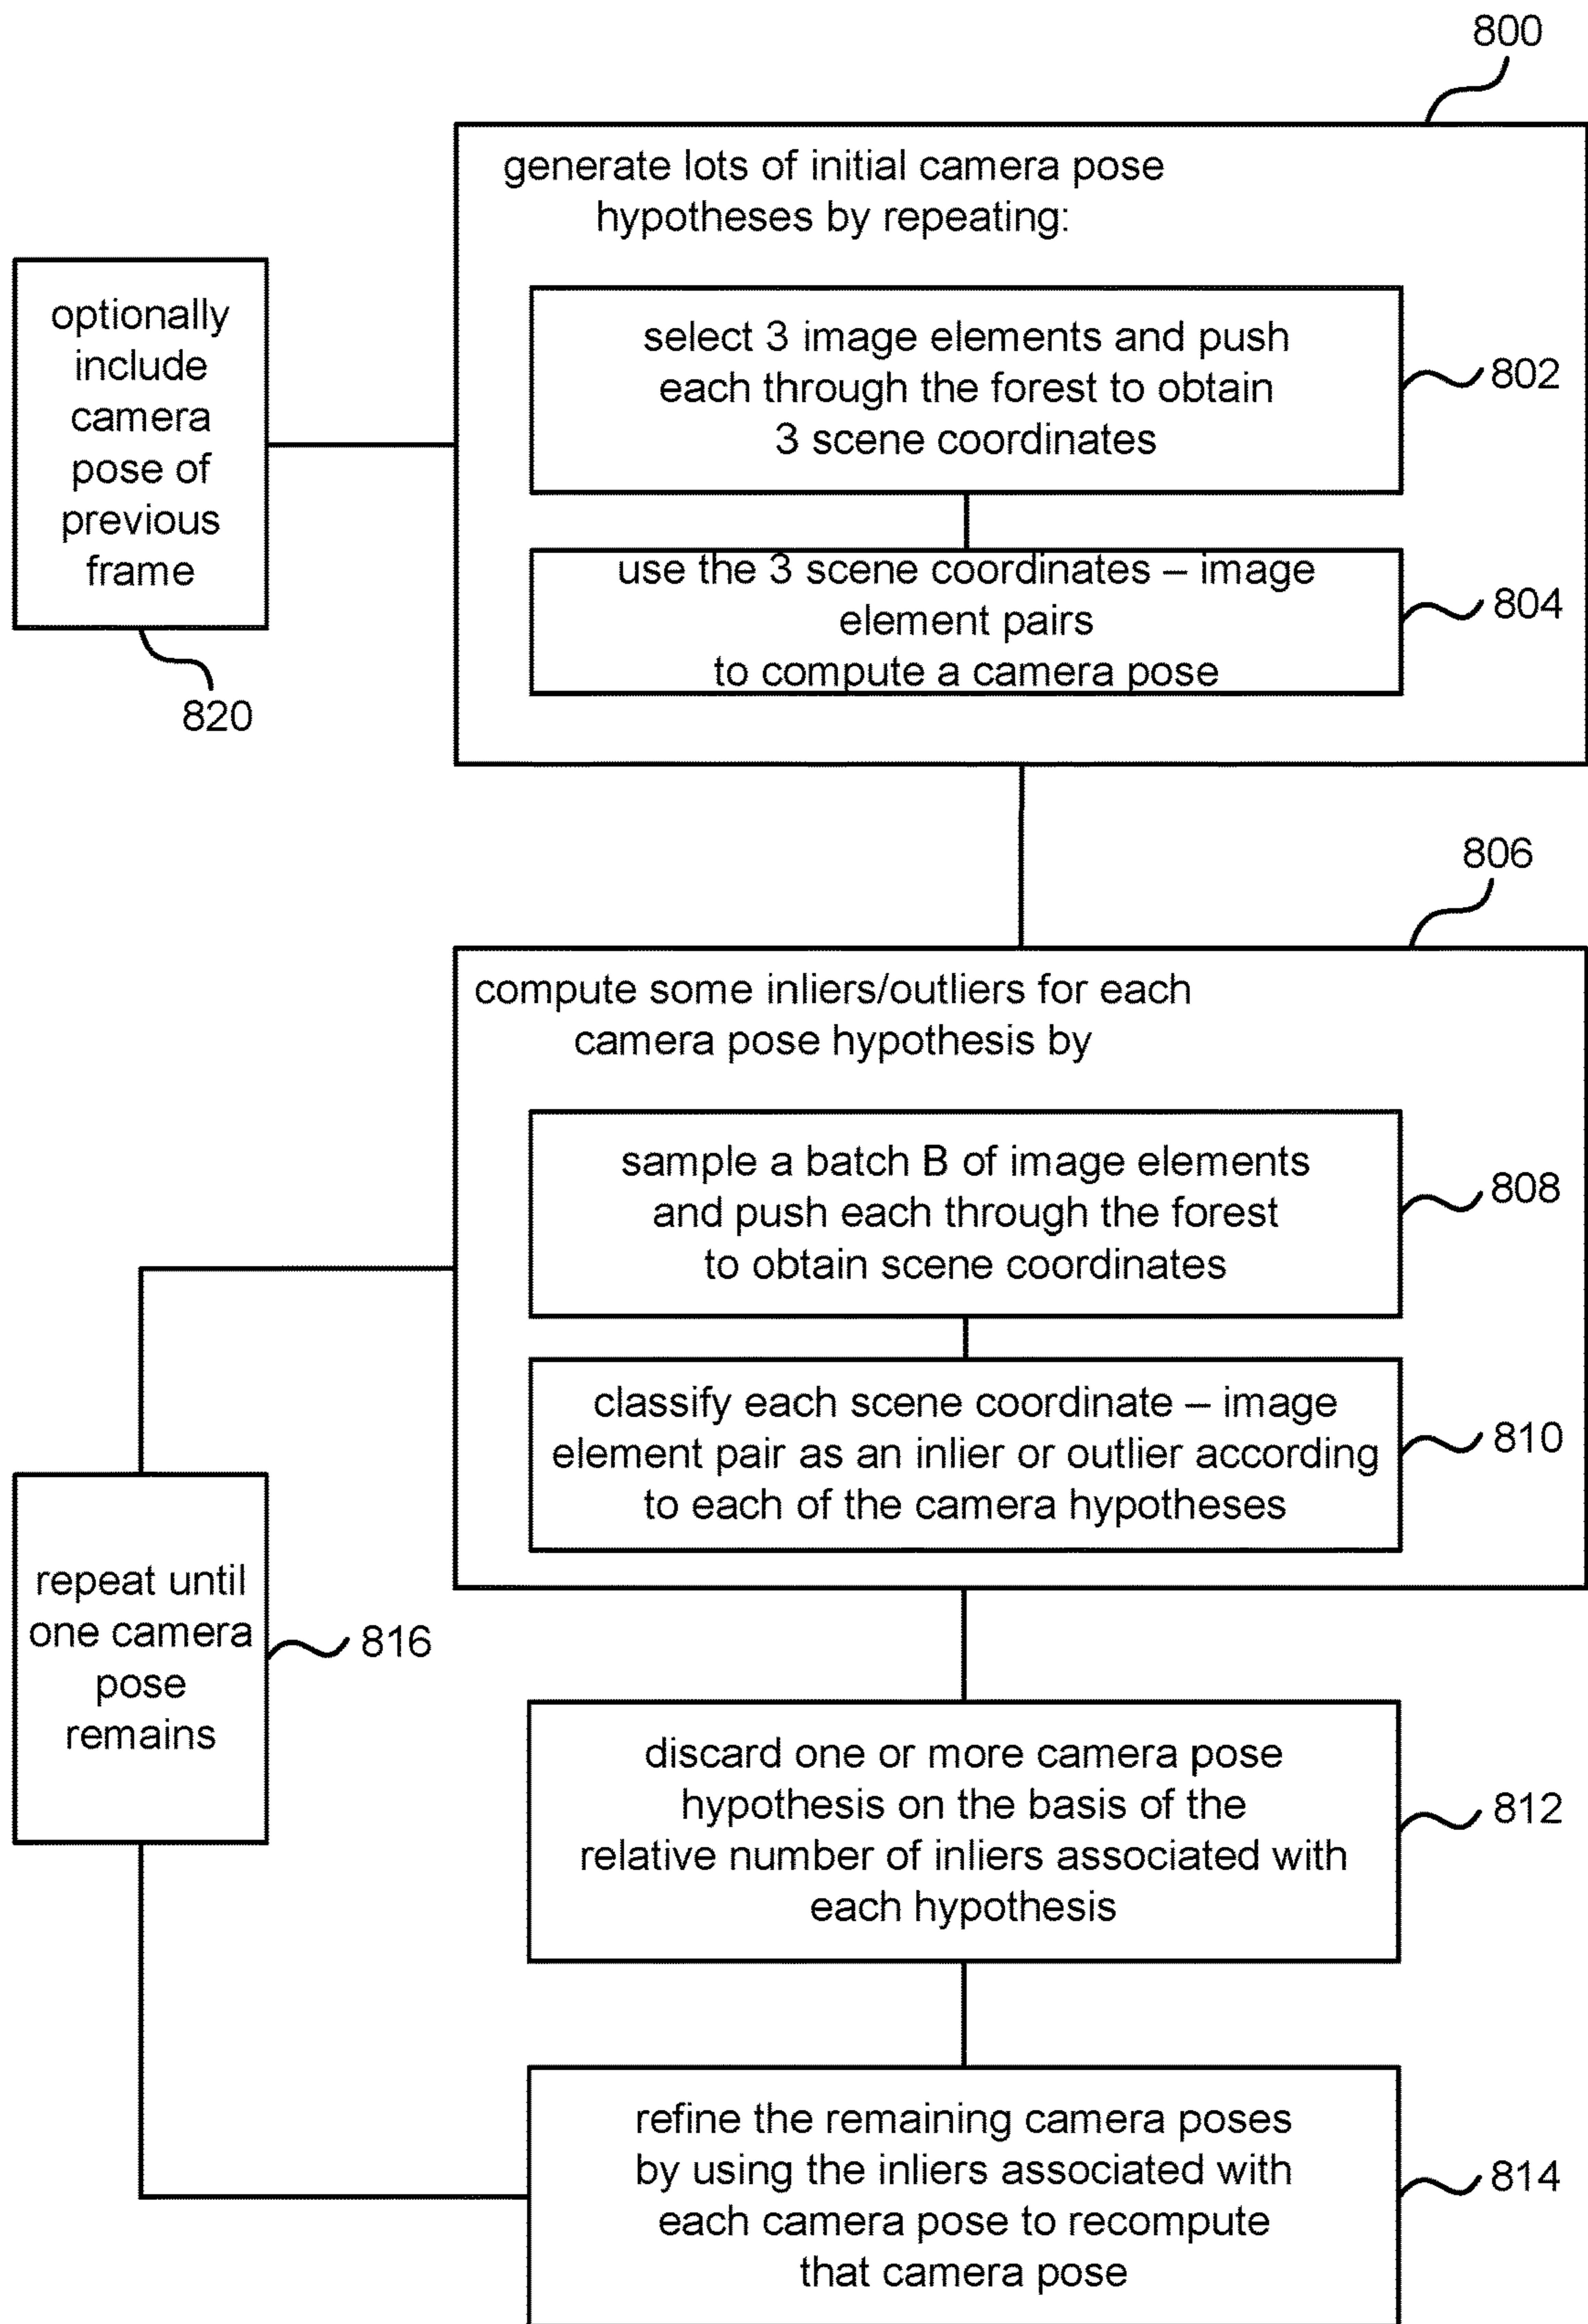 800
generate lots of initial camera pose
hypotheses by repeating:
optionally
include
camera
pose of
previous
frame
820
select 3 image elements and push
each through the forest to obtain
3 scene coordinates
802
use the 3 scene coordinates – image
element pairs
to compute a camera pose
804
806
compute some inliers/outliers for each
camera pose hypothesis by
sample a batch B of image elements
and push each through the forest
to obtain scene coordinates
808
classify each scene coordinate – image
element pair as an inlier or outlier according
to each of the camera hypotheses
810
repeat until
one camera
pose
remains
816
discard one or more camera pose
hypothesis on the basis of the
relative number of inliers associated with
each hypothesis
812
refine the remaining camera poses
by using the inliers associated with
each camera pose to recompute
that camera pose
814